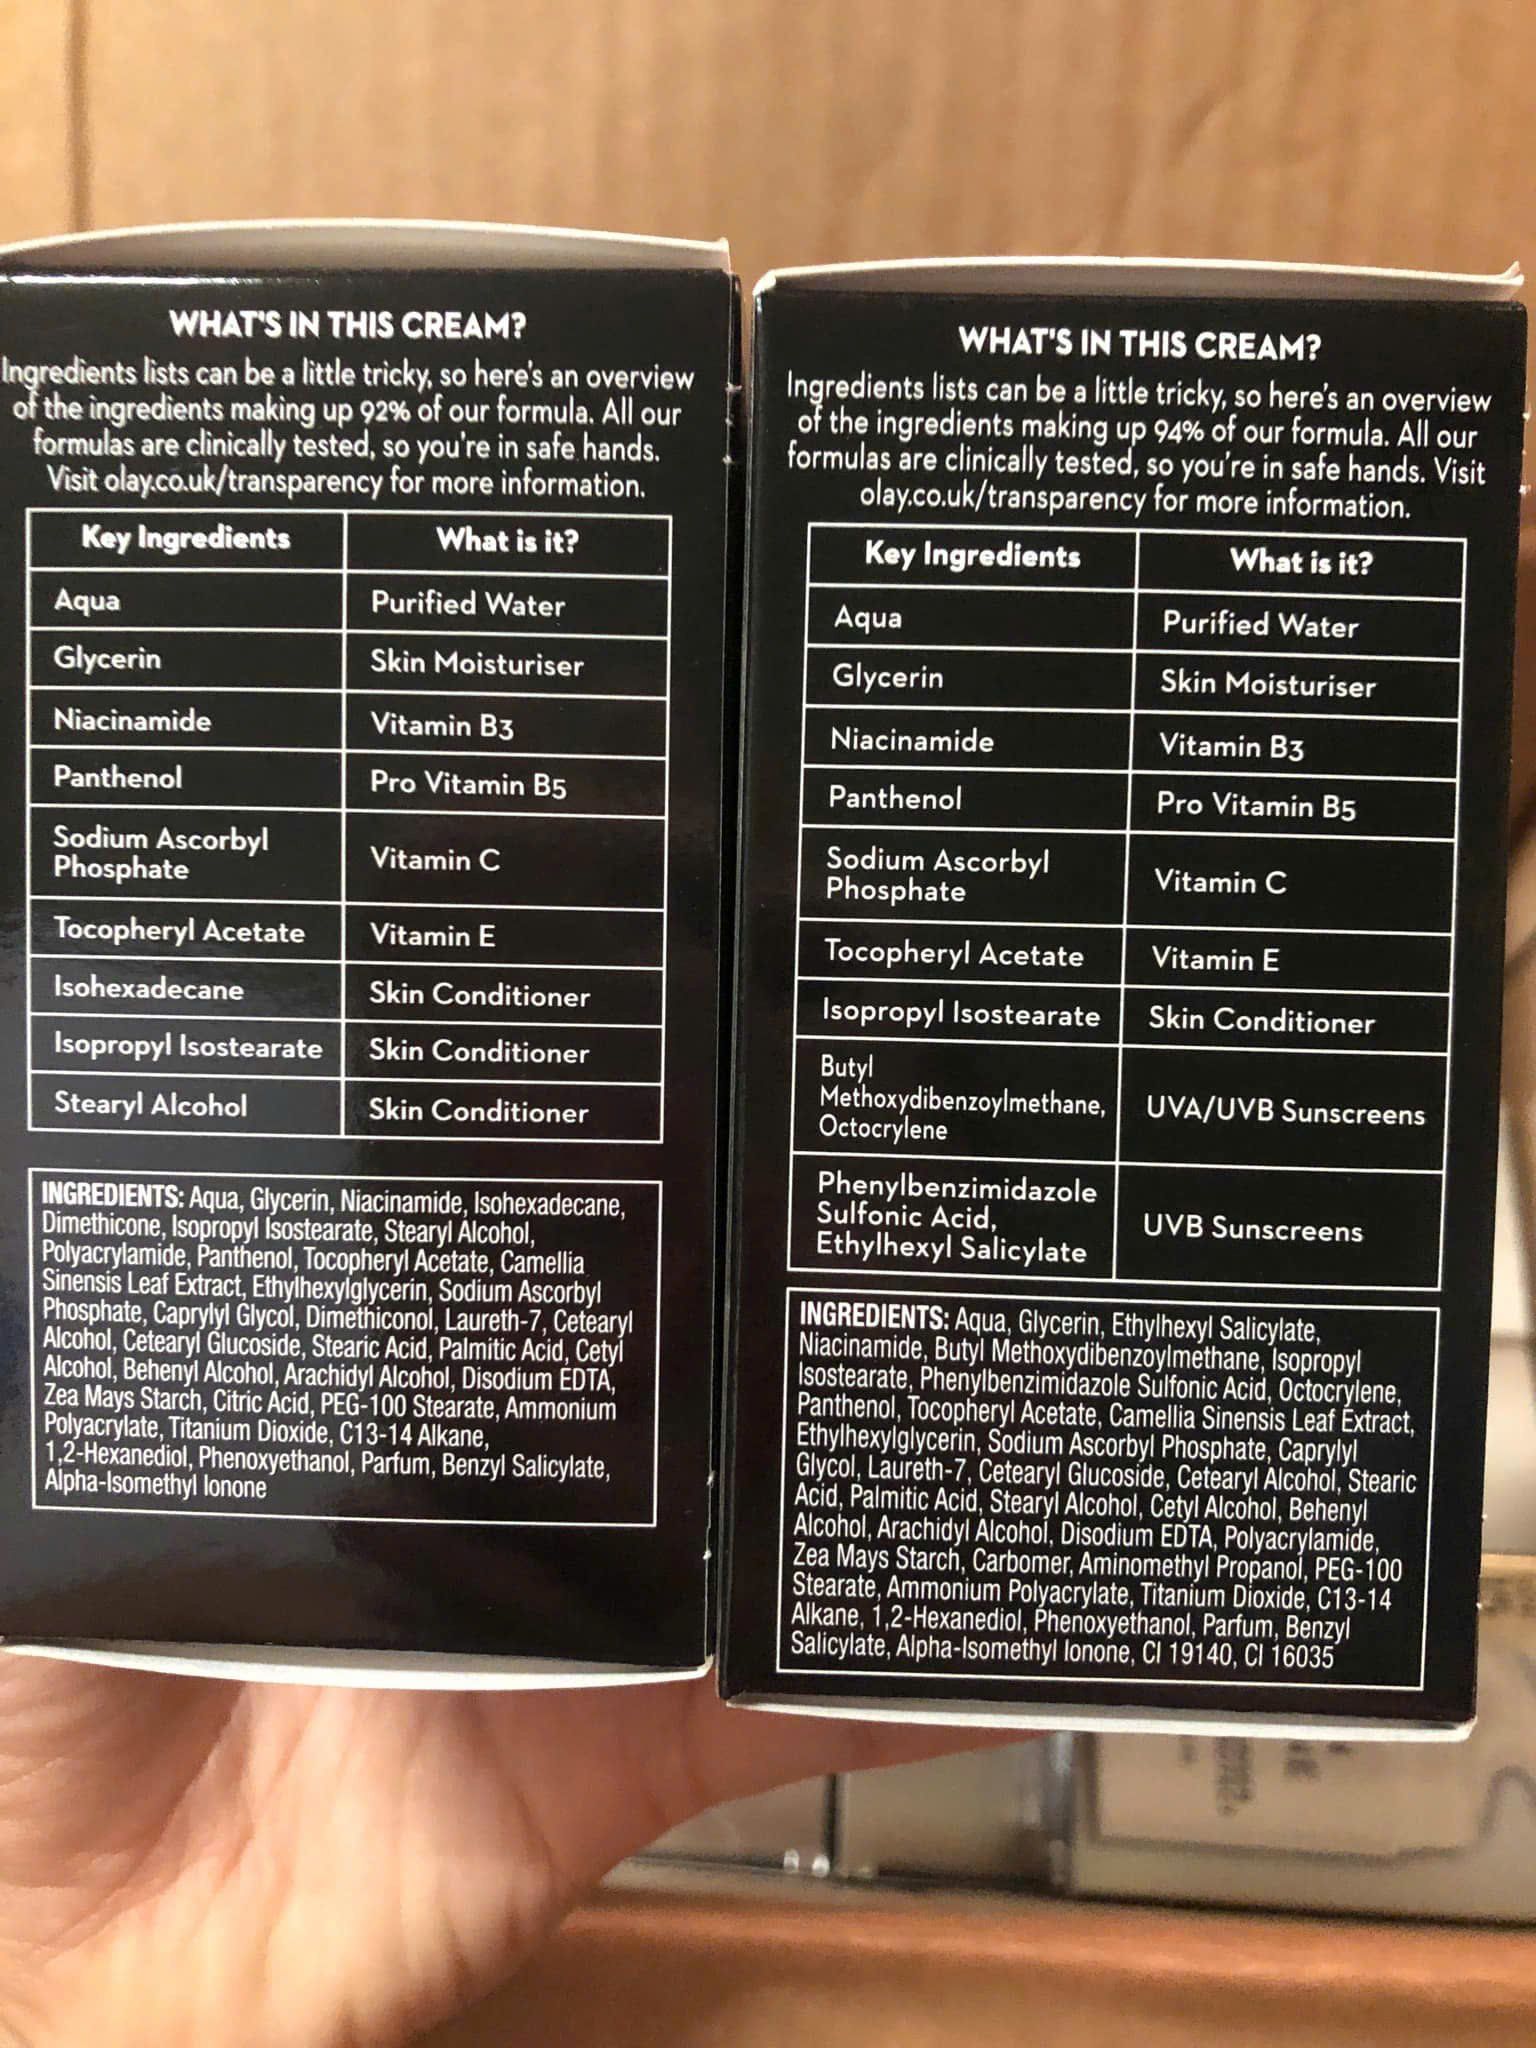 WHAT'S IN THIS CREAM?
Ingredients lists can be a little tricky, so here's an overview
of the ingredients making up 92% of our formula. All our
formulas are clinically tested, so you're in safe hands.
Visit olay.co.uk/transparency for more information.
Key Ingredients What is it?
Aqua Purified Water
Glycerin Skin Moisturiser
Niacinamide Vitamin B3
Panthenol Pro Vitamin B5
Sodium Ascorbyl
Phosphate Vitamin C
Tocopheryl Acetate Vitamin E
Isohexadecane Skin Conditioner
Isopropyl Isostearate Skin Conditioner
Stearyl Alcohol Skin Conditioner
INGREDIENTS: Aqua, Glycerin, Niacinamide, Isohexadecane,
Dimethicone, Isopropyl Isostearate, Stearyl Alcohol,
Polyacrylamide, Panthenol, Tocopheryl Acetate, Camellia
Sinensis Leaf Extract, Ethylhexylglycerin, Sodium Ascorbyl
Phosphate, Caprylyl Glycol, Dimethiconol, Laureth-7, Cetearyl
Alcohol, Cetearyl Glucoside, Stearic Acid, Palmitic Acid, Cetyl
Alcohol, Behenyl Alcohol, Arachidyl Alcohol, Disodium EDTA,
Zea Mays Starch, Citric Acid, PEG-100 Stearate, Ammonium
Polyacrylate, Titanium Dioxide, C13-14 Alkane,
1,2-Hexanediol, Phenoxyethanol, Parfum, Benzyl Salicylate,
Alpha-Isomethyl Ionone
WHAT'S IN THIS CREAM?
Ingredients lists can be a little tricky, so here's an overview
of the ingredients making up 94% of our formula. All our
formulas are clinically tested, so you're in safe hands. Visit
olay.co.uk/transparency for more information.
Key Ingredients What is it?
Aqua Purified Water
Glycerin Skin Moisturiser
Niacinamide Vitamin B3
Panthenol Pro Vitamin B5
Sodium Ascorbyl
Phosphate Vitamin C
Tocopheryl Acetate Vitamin E
Isopropyl Isostearate Skin Conditioner
Butyl
Methoxydibenzoylmethane, UVA/UVB Sunscreens
Octocrylene
Phenylbenzimidazole
Sulfonic Acid, UVB Sunscreens
Ethylhexyl Salicylate
INGREDIENTS: Aqua, Glycerin, Ethylhexyl Salicylate,
Niacinamide, Butyl Methoxydibenzoylmethane, Isopropyl
Isostearate, Phenylbenzimidazole Sulfonic Acid, Octocrylene,
Panthenol, Tocopheryl Acetate, Camellia Sinensis Leaf Extract,
Ethylhexylglycerin, Sodium Ascorbyl Phosphate, Caprylyl
Glycol, Laureth-7, Cetearyl Glucoside, Cetearyl Alcohol, Stearic
Acid, Palmitic Acid, Stearyl Alcohol, Cetyl Alcohol, Behenyl
Alcohol, Arachidyl Alcohol, Disodium EDTA, Polyacrylamide,
Zea Mays Starch, Carbomer, Aminomethyl Propanol, PEG-100
Stearate, Ammonium Polyacrylate, Titanium Dioxide, C13-14
Alkane, 1,2-Hexanediol, Phenoxyethanol, Parfum, Benzyl
Salicylate, Alpha-Isomethyl Ionone, CI 19140, CI 16035